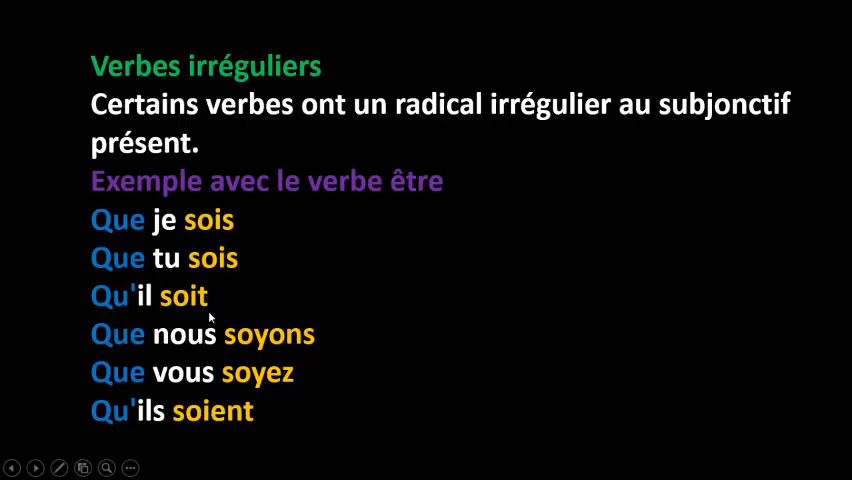 Verbes irréguliers
Certains verbes ont un radical irrégulier au subjonctif
présent.
Exemple avec le verbe être
Que je sois
Que tu sois
Qu'il soit
Que nous soyons
Que vous soyez
Qu'ils soient